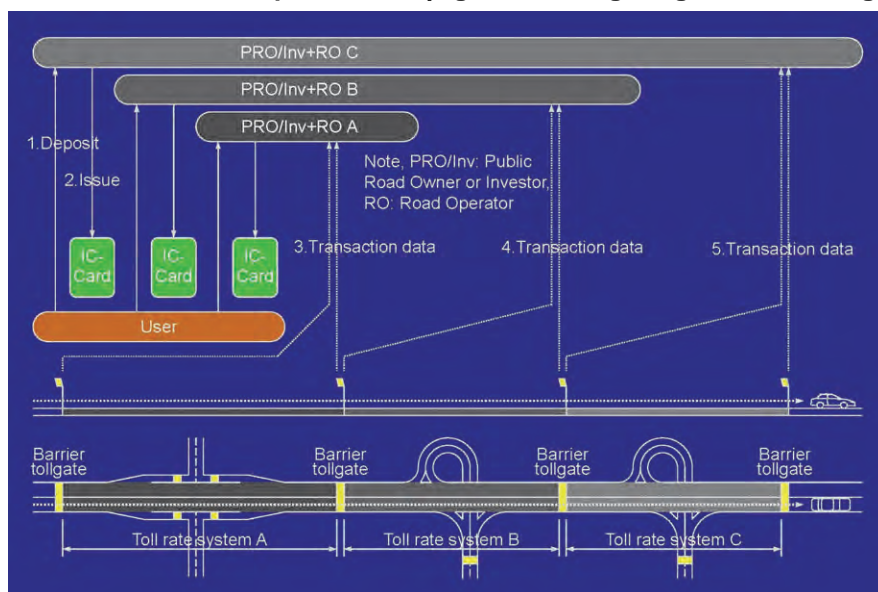 PRO/Inv+RO C
PRO/Inv+RO B
PRO/Inv+RO A
1.Deposit
2.Issue
Note, PRO/Inv: Public
Road Owner or Investor,
RO: Road Operator
IC-
Card
IC-
Card
IC-
Card
3.Transaction data
4.Transaction data
5.Transaction data
User
Barrier
tollgate
Barrier
tollgate
Barrier
tollgate
Barrier
tollgate
Toll rate system A
Toll rate system B
Toll rate system C